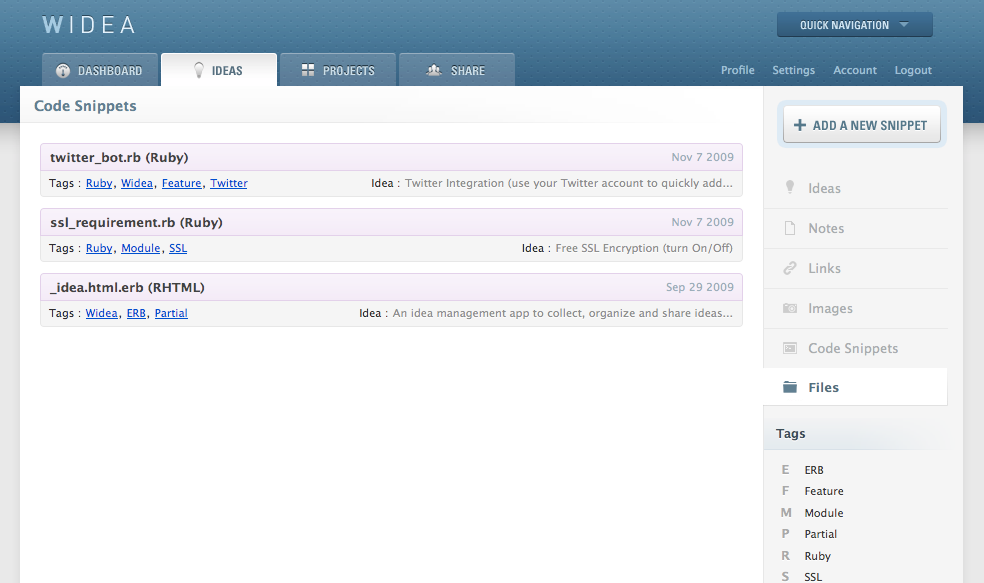 WIDEA
QUICK NAVIGATION
DASHBOARD
IDEAS
PROJECTS
SHARE
Profile Settings Account Logout
Code Snippets
twitter_bot.rb (Ruby) Nov 7 2009
Tags : Ruby, Widea, Feature, Twitter Idea : Twitter Integration (use your Twitter account to quickly add...
ssl_requirement.rb (Ruby) Nov 7 2009
Tags : Ruby, Module, SSL Idea : Free SSL Encryption (turn On/Off)
_idea.html.erb (RHTML) Sep 29 2009
Tags : Widea, ERB, Partial Idea : An idea management app to collect, organize and share ideas...
+ ADD A NEW SNIPPET
Ideas
Notes
Links
Images
Code Snippets
Files
Tags
E ERB
F Feature
M Module
P Partial
R Ruby
S SSL